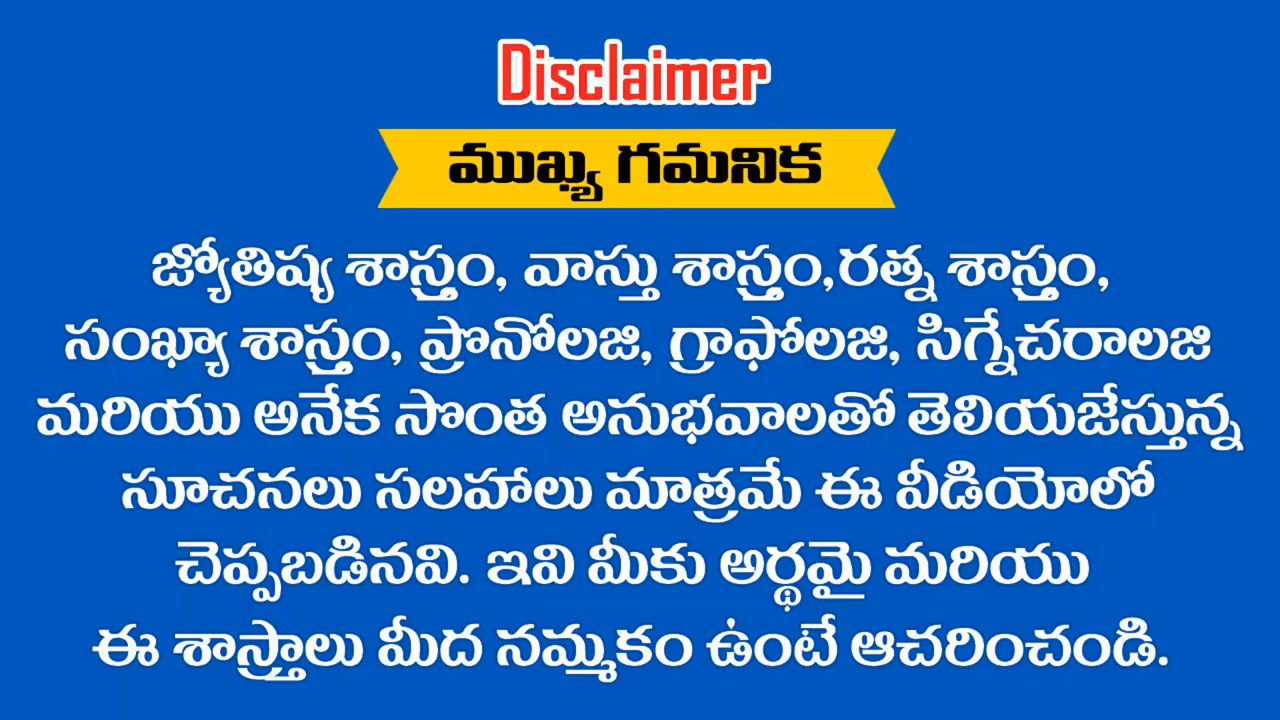 Disclaimer
ముఖ్య గమనిక
జ్యోతిష్య శాస్త్రం, వాస్తు శాస్త్రం,రత్న శాస్త్రం,
సంఖ్యా శాస్త్రం, ప్రొనోలజి, గ్రాఫోలజి, సిగ్నేచరాలజి
మరియు అనేక సొంత అనుభవాలతో తెలియజేస్తున్న
సూచనలు సలహాలు మాత్రమే ఈ వీడియోలో
చెప్పబడినవి. ఇవి మీకు అర్థమై మరియు
ఈ శాస్త్రాలు మీద నమ్మకం ఉంటే ఆచరించండి.